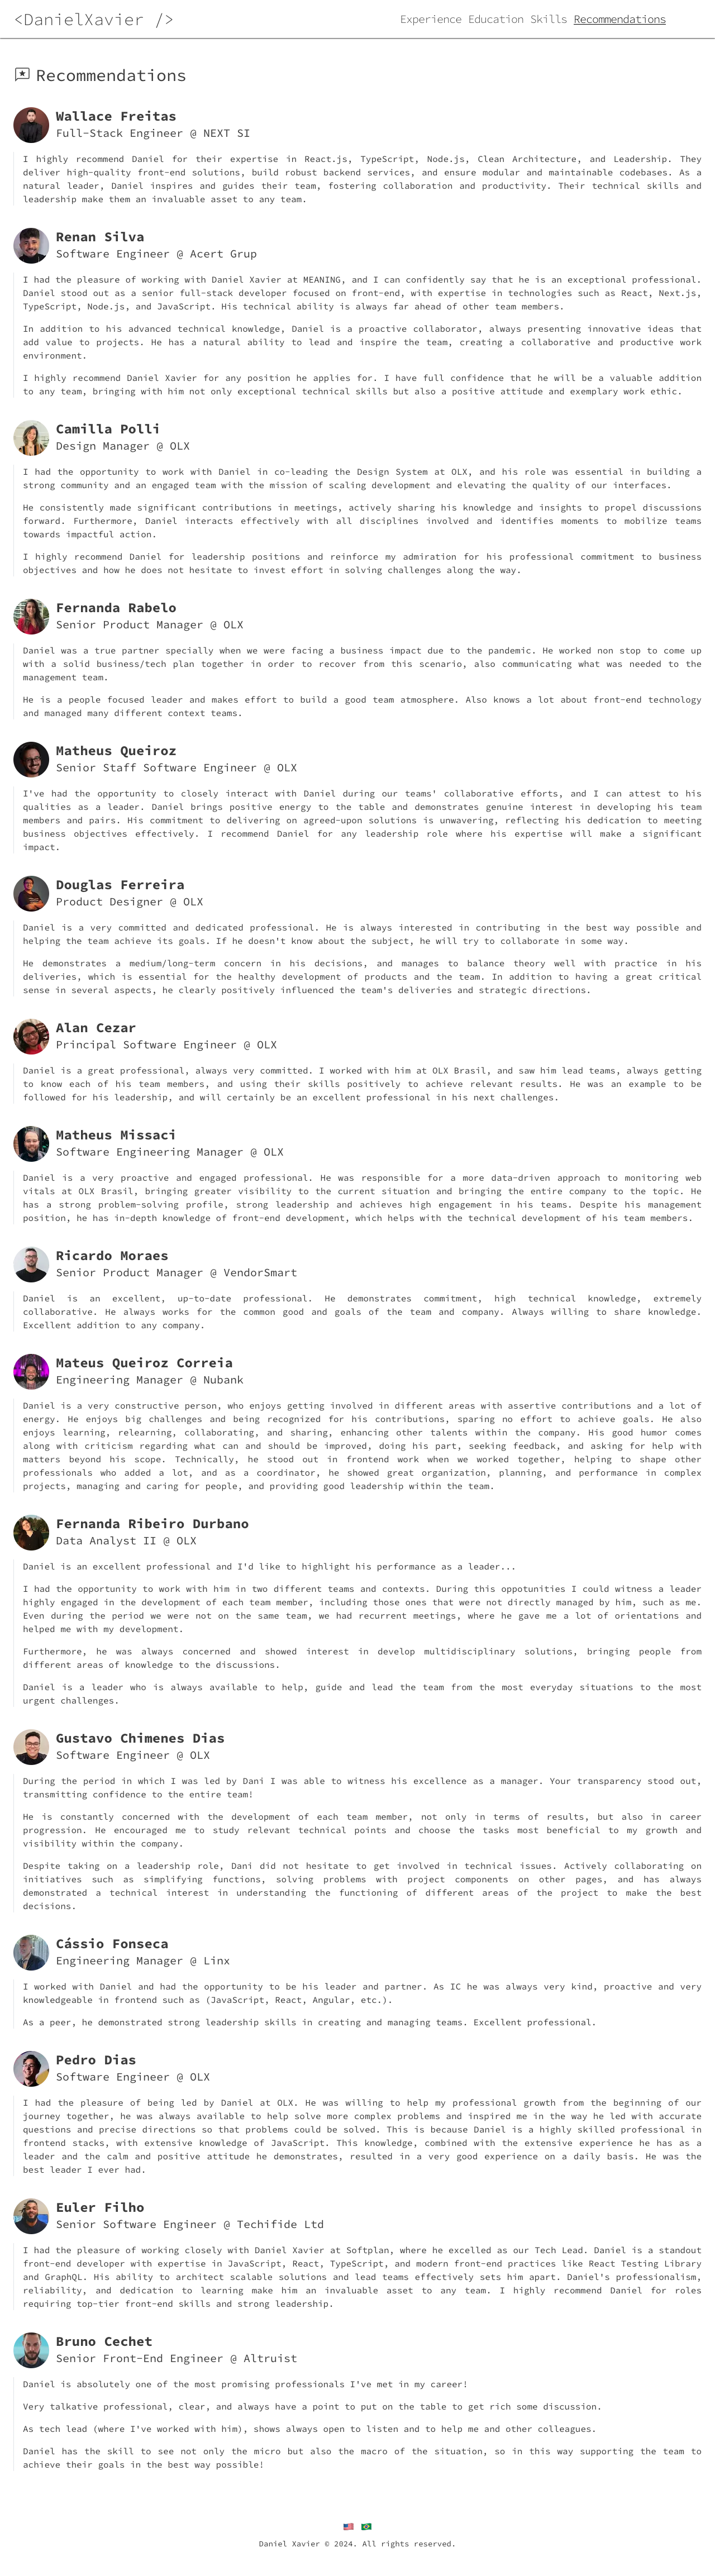 <DanielXavier />
Experience Education Skills Recommendations
Recommendations
Wallace Freitas
Full-Stack Engineer @ NEXT SI
I highly recommend Daniel for their expertise in React.js, TypeScript, Node.js, Clean Architecture, and Leadership. They
deliver high-quality front-end solutions, build robust backend services, and ensure modular and maintainable codebases. As a
natural leader, Daniel inspires and guides their team, fostering collaboration and productivity. Their technical skills and
leadership make them an invaluable asset to any team.
Renan Silva
Software Engineer @ Acert Grup
I had the pleasure of working with Daniel Xavier at MEANING, and I can confidently say that he is an exceptional professional.
Daniel stood out as a senior full-stack developer focused on front-end, with expertise in technologies such as React, Next.js,
TypeScript, Node.js, and JavaScript. His technical ability is always far ahead of other team members.
In addition to his advanced technical knowledge, Daniel is a proactive collaborator, always presenting innovative ideas that
add value to projects. He has a natural ability to lead and inspire the team, creating a collaborative and productive work
environment.
I highly recommend Daniel Xavier for any position he applies for. I have full confidence that he will be a valuable addition
to any team, bringing with him not only exceptional technical skills but also a positive attitude and exemplary work ethic.
Camilla Polli
Design Manager @ OLX
I had the opportunity to work with Daniel in co-leading the Design System at OLX, and his role was essential in building a
strong community and an engaged team with the mission of scaling development and elevating the quality of our interfaces.
He consistently made significant contributions in meetings, actively sharing his knowledge and insights to propel discussions
forward. Furthermore, Daniel interacts effectively with all disciplines involved and identifies moments to mobilize teams
towards impactful action.
I highly recommend Daniel for leadership positions and reinforce my admiration for his professional commitment to business
objectives and how he does not hesitate to invest effort in solving challenges along the way.
Fernanda Rabelo
Senior Product Manager @ OLX
Daniel was a true partner specially when we were facing a business impact due to the pandemic. He worked non stop to come up
with a solid business/tech plan together in order to recover from this scenario, also communicating what was needed to the
management team.
He is a people focused leader and makes effort to build a good team atmosphere. Also knows a lot about front-end technology
and managed many different context teams.
Matheus Queiroz
Senior Staff Software Engineer @ OLX
I've had the opportunity to closely interact with Daniel during our teams' collaborative efforts, and I can attest to his
qualities as a leader. Daniel brings positive energy to the table and demonstrates genuine interest in developing his team
members and pairs. His commitment to delivering on agreed-upon solutions is unwavering, reflecting his dedication to meeting
business objectives effectively. I recommend Daniel for any leadership role where his expertise will make a significant
impact.
Douglas Ferreira
Product Designer @ OLX
Daniel is a very committed and dedicated professional. He is always interested in contributing in the best way possible and
helping the team achieve its goals. If he doesn't know about the subject, he will try to collaborate in some way.
He demonstrates a medium/long-term concern in his decisions, and manages to balance theory well with practice in his
deliveries, which is essential for the healthy development of products and the team. In addition to having a great critical
sense in several aspects, he clearly positively influenced the team's deliveries and strategic directions.
Alan Cezar
Principal Software Engineer @ OLX
Daniel is a great professional, always very committed. I worked with him at OLX Brasil, and saw him lead teams, always getting
to know each of his team members, and using their skills positively to achieve relevant results. He was an example to be
followed for his leadership, and will certainly be an excellent professional in his next challenges.
Matheus Missaci
Software Engineering Manager @ OLX
Daniel is a very proactive and engaged professional. He was responsible for a more data-driven approach to monitoring web
vitals at OLX Brasil, bringing greater visibility to the current situation and bringing the entire company to the topic. He
has a strong problem-solving profile, strong leadership and achieves high engagement in his teams. Despite his management
position, he has in-depth knowledge of front-end development, which helps with the technical development of his team members.
Ricardo Moraes
Senior Product Manager @ VendorSmart
Daniel is an excellent, up-to-date professional. He demonstrates commitment, high technical knowledge, extremely
collaborative. He always works for the common good and goals of the team and company. Always willing to share knowledge.
Excellent addition to any company.
Mateus Queiroz Correia
Engineering Manager @ Nubank
Daniel is a very constructive person, who enjoys getting involved in different areas with assertive contributions and a lot of
energy. He enjoys big challenges and being recognized for his contributions, sparing no effort to achieve goals. He also
enjoys learning, relearning, collaborating, and sharing, enhancing other talents within the company. His good humor comes
along with criticism regarding what can and should be improved, doing his part, seeking feedback, and asking for help with
matters beyond his scope. Technically, he stood out in frontend work when we worked together, helping to shape other
professionals who added a lot, and as a coordinator, he showed great organization, planning, and performance in complex
projects, managing and caring for people, and providing good leadership within the team.
Fernanda Ribeiro Durbano
Data Analyst II @ OLX
Daniel is an excellent professional and I'd like to highlight his performance as a leader...
I had the opportunity to work with him in two different teams and contexts. During this oppotunities I could witness a leader
highly engaged in the development of each team member, including those ones that were not directly managed by him, such as me.
Even during the period we were not on the same team, we had recurrent meetings, where he gave me a lot of orientations and
helped me with my development.
Furthermore, he was always concerned and showed interest in develop multidisciplinary solutions, bringing people from
different areas of knowledge to the discussions.
Daniel is a leader who is always available to help, guide and lead the team from the most everyday situations to the most
urgent challenges.
Gustavo Chimenes Dias
Software Engineer @ OLX
During the period in which I was led by Dani I was able to witness his excellence as a manager. Your transparency stood out,
transmitting confidence to the entire team!
He is constantly concerned with the development of each team member, not only in terms of results, but also in career
progression. He encouraged me to study relevant technical points and choose the tasks most beneficial to my growth and
visibility within the company.
Despite taking on a leadership role, Dani did not hesitate to get involved in technical issues. Actively collaborating on
initiatives such as simplifying functions, solving problems with project components on other pages, and has always
demonstrated a technical interest in understanding the functioning of different areas of the project to make the best
decisions.
Cássio Fonseca
Engineering Manager @ Linx
I worked with Daniel and had the opportunity to be his leader and partner. As IC he was always very kind, proactive and very
knowledgeable in frontend such as (JavaScript, React, Angular, etc.).
As a peer, he demonstrated strong leadership skills in creating and managing teams. Excellent professional.
Pedro Dias
Software Engineer @ OLX
I had the pleasure of being led by Daniel at OLX. He was willing to help my professional growth from the beginning of our
journey together, he was always available to help solve more complex problems and inspired me in the way he led with accurate
questions and precise directions so that problems could be solved. This is because Daniel is a highly skilled professional in
frontend stacks, with extensive knowledge of JavaScript. This knowledge, combined with the extensive experience he has as a
leader and the calm and positive attitude he demonstrates, resulted in a very good experience on a daily basis. He was the
best leader I ever had.
Euler Filho
Senior Software Engineer @ Techifide Ltd
I had the pleasure of working closely with Daniel Xavier at Softplan, where he excelled as our Tech Lead. Daniel is a standout
front-end developer with expertise in JavaScript, React, TypeScript, and modern front-end practices like React Testing Library
and GraphQL. His ability to architect scalable solutions and lead teams effectively sets him apart. Daniel's professionalism,
reliability, and dedication to learning make him an invaluable asset to any team. I highly recommend Daniel for roles
requiring top-tier front-end skills and strong leadership.
Bruno Cechet
Senior Front-End Engineer @ Altruist
Daniel is absolutely one of the most promising professionals I've met in my career!
Very talkative professional, clear, and always have a point to put on the table to get rich some discussion.
As tech lead (where I've worked with him), shows always open to listen and to help me and other colleagues.
Daniel has the skill to see not only the micro but also the macro of the situation, so in this way supporting the team to
achieve their goals in the best way possible!
Daniel Xavier © 2024. All rights reserved.